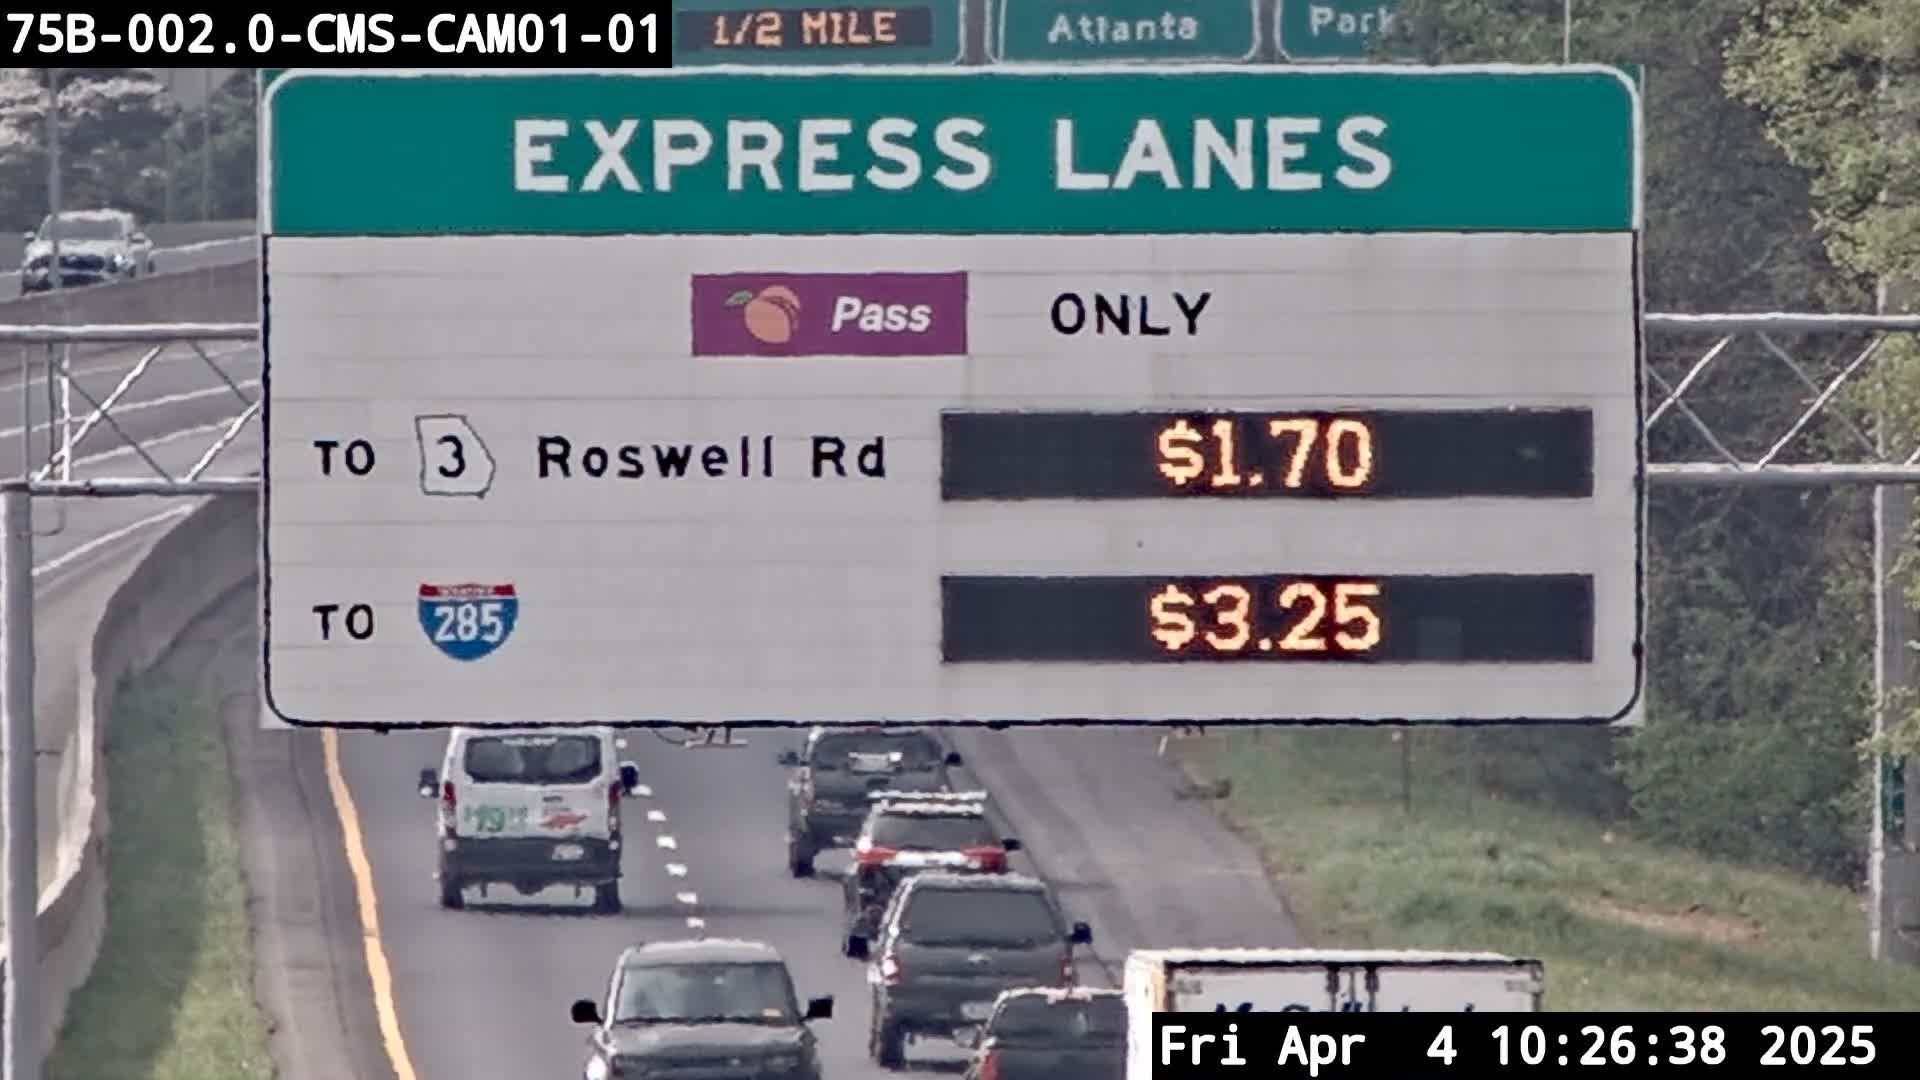 75B-002.0-CMS-CAM01-01
1/2 MILE
Atlanta
Park
EXPRESS LANES
Pass ONLY
TO 3 Roswell Rd $1.70
TO 285 $3.25
Fri Apr 4 10:26:38 2025